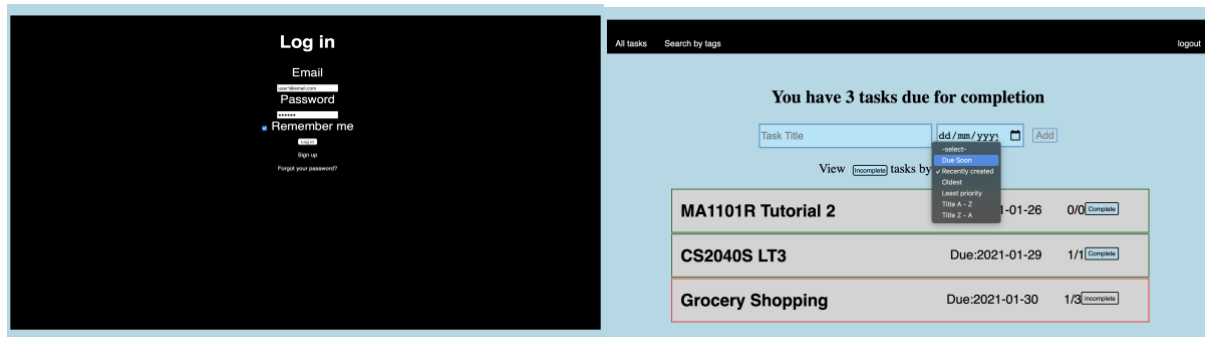 Log in
Email
user1@email.com
Password
••••••
Remember me
Log in
Sign up
Forgot your password?
All tasks Search by tags logout
You have 3 tasks due for completion
Task Title dd/mm/yyyy Add
View Incomplete tasks by
-select-
Due Soon
✓ Recently created
Oldest
Least priority
Title A - Z
Title Z - A
MA1101R Tutorial 2 1-01-26 0/0 Complete
CS2040S LT3 Due:2021-01-29 1/1 Complete
Grocery Shopping Due:2021-01-30 1/3 Incomplete